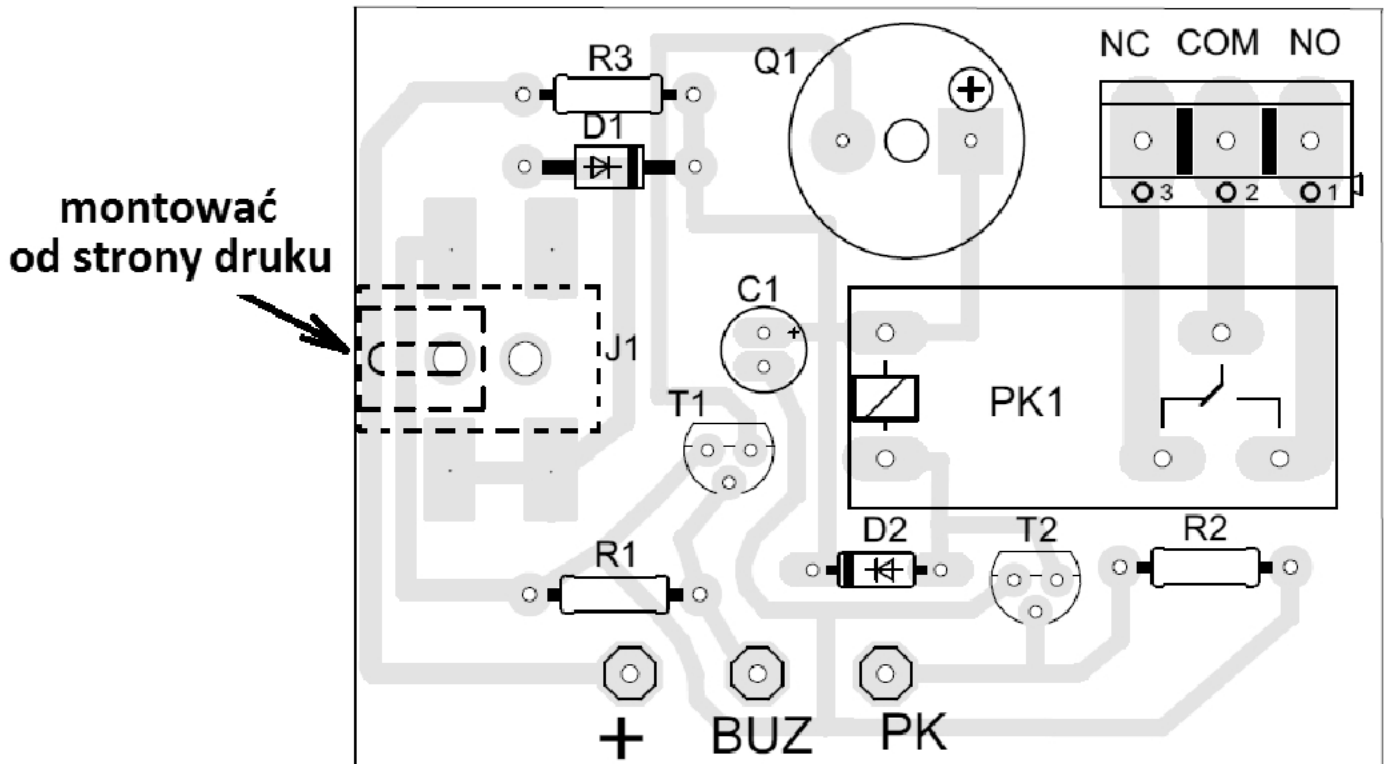 NC COM NO
R3
Q1
+
D1
3 2 1
montować
od strony druku
C1
+
J1
PK1
T1
D2
T2
R2
R1
+ BUZ PK